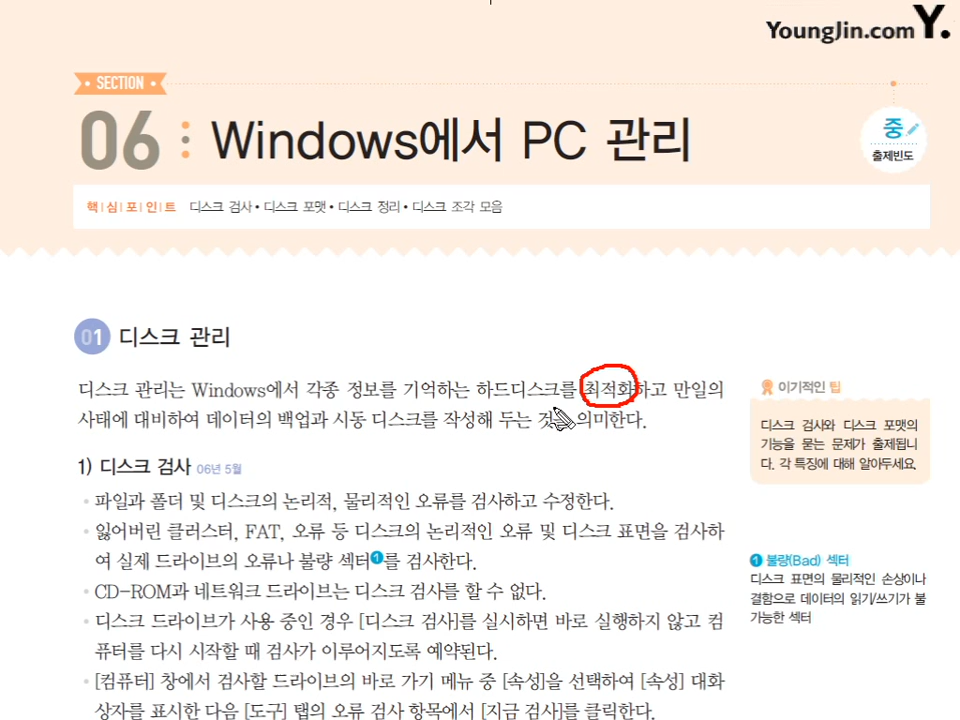 YoungJin.com Y.
SECTION
06 Windows에서 PC 관리
중
출제빈도
핵심포인트 디스크 검사 • 디스크 포맷 • 디스크 정리 • 디스크 조각 모음
01 디스크 관리
디스크 관리는 Windows에서 각종 정보를 기억하는 하드디스크를 최적화하고 만일의
사태에 대비하여 데이터의 백업과 시동 디스크를 작성해 두는 것을 의미한다.
1) 디스크 검사 06년 5월
• 파일과 폴더 및 디스크의 논리적, 물리적인 오류를 검사하고 수정한다.
• 잃어버린 클러스터, FAT, 오류 등 디스크의 논리적인 오류 및 디스크 표면을 검사하
여 실제 드라이브의 오류나 불량 섹터❶를 검사한다.
• CD-ROM과 네트워크 드라이브는 디스크 검사를 할 수 없다.
• 디스크 드라이브가 사용 중인 경우 [디스크 검사]를 실시하면 바로 실행하지 않고 컴
퓨터를 다시 시작할 때 검사가 이루어지도록 예약된다.
• [컴퓨터] 창에서 검사할 드라이브의 바로 가기 메뉴 중 [속성]을 선택하여 [속성] 대화
상자를 표시한 다음 [도구] 탭의 오류 검사 항목에서 [지금 검사]를 클릭한다.
이기적인 팁
디스크 검사와 디스크 포맷의
기능을 묻는 문제가 출제됩니
다. 각 특징에 대해 알아두세요.
❶ 불량(Bad) 섹터
디스크 표면의 물리적인 손상이나
결함으로 데이터의 읽기/쓰기가 불
가능한 섹터